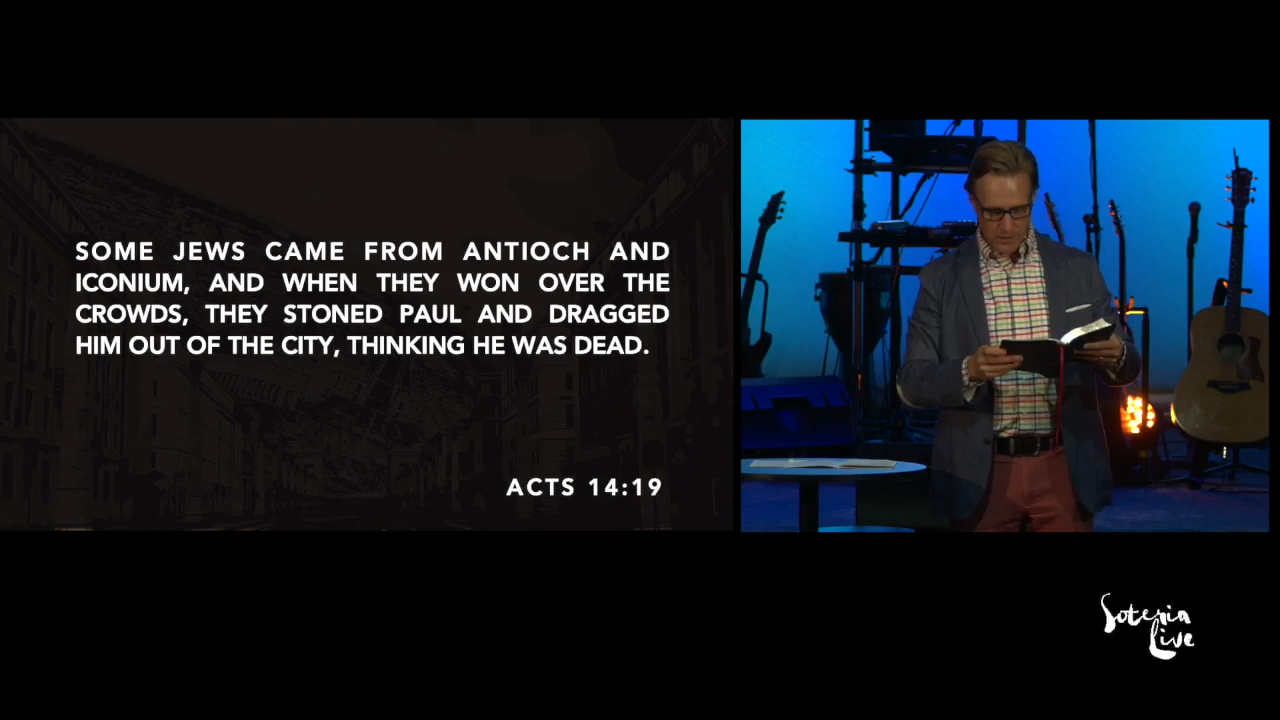 SOME JEWS CAME FROM ANTIOCH AND
ICONIUM, AND WHEN THEY WON OVER THE
CROWDS, THEY STONED PAUL AND DRAGGED
HIM OUT OF THE CITY, THINKING HE WAS DEAD.
ACTS 14:19
Soteria
Live